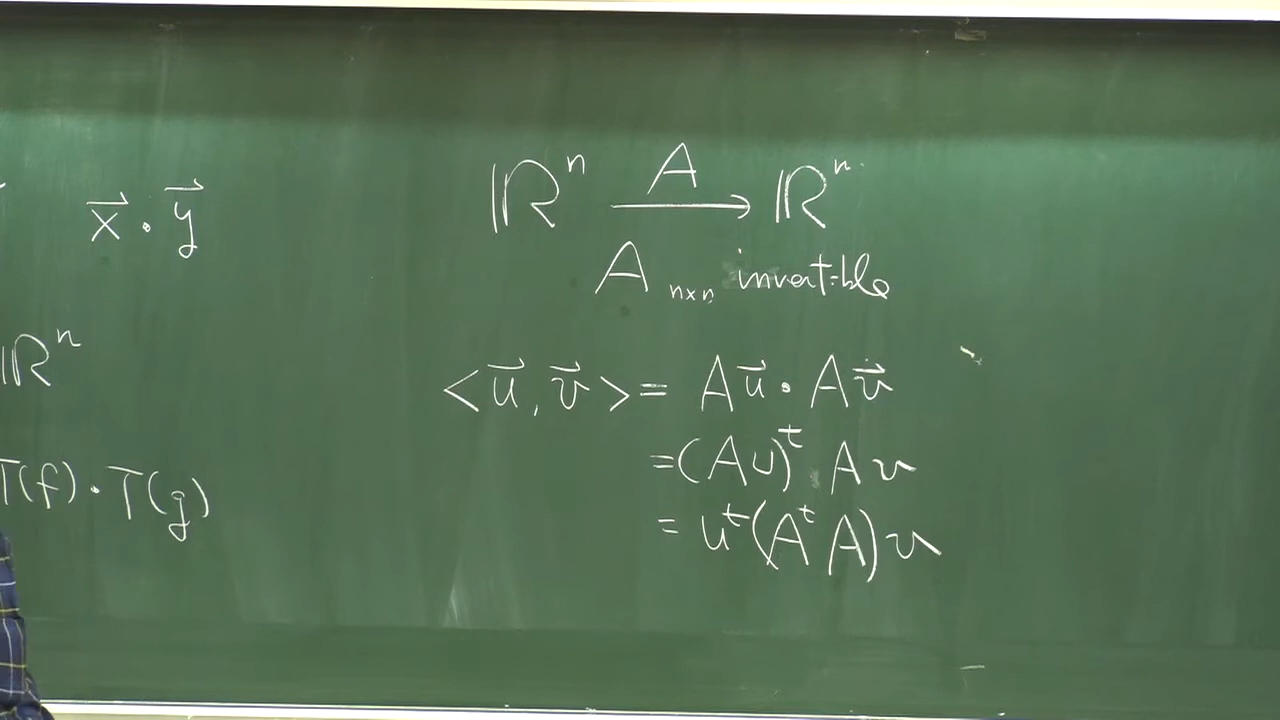 x⃗ · y⃗
ℝⁿ
T(f) · T(g)
ℝⁿ —A→ ℝⁿ
A n×n invertible
<u⃗, v⃗> = Au⃗ · Av⃗
= (Au)ᵗ Av
= uᵗ(AᵗA)v